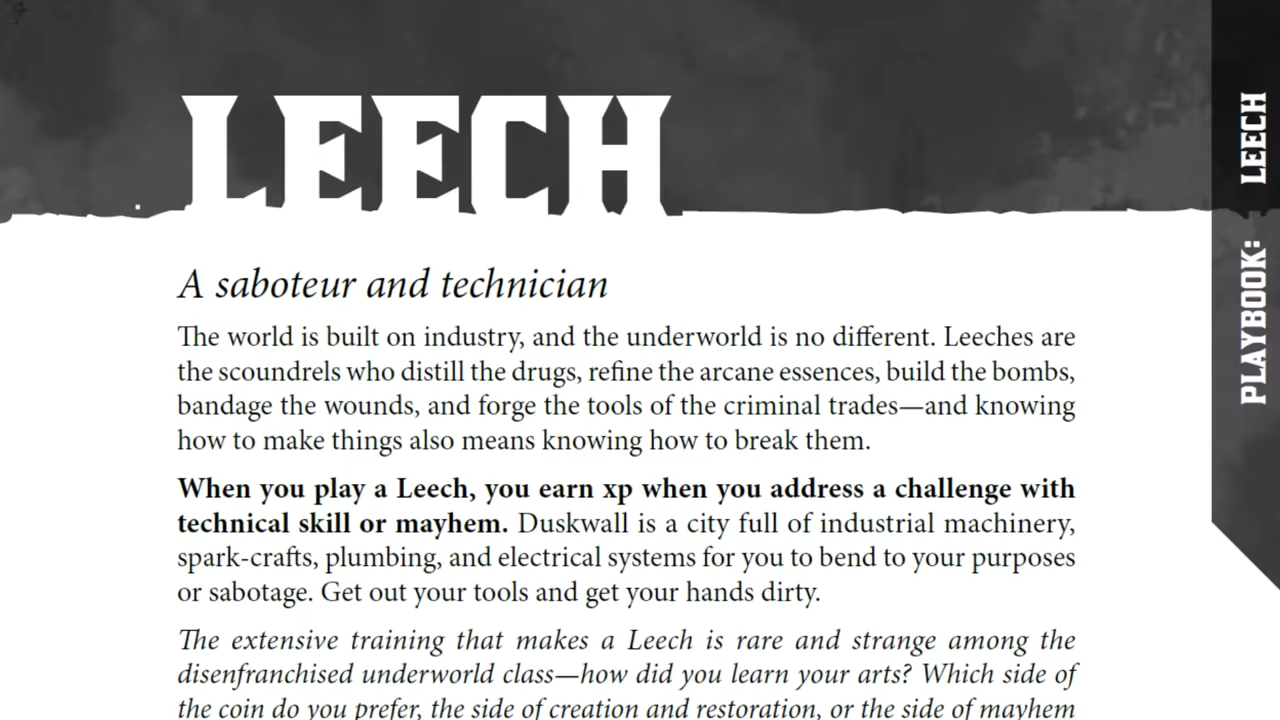 LEECH
A saboteur and technician
The world is built on industry, and the underworld is no different. Leeches are
the scoundrels who distill the drugs, refine the arcane essences, build the bombs,
bandage the wounds, and forge the tools of the criminal trades—and knowing
how to make things also means knowing how to break them.
When you play a Leech, you earn xp when you address a challenge with
technical skill or mayhem. Duskwall is a city full of industrial machinery,
spark-crafts, plumbing, and electrical systems for you to bend to your purposes
or sabotage. Get out your tools and get your hands dirty.
The extensive training that makes a Leech is rare and strange among the
disenfranchised underworld class—how did you learn your arts? Which side of
the coin do you prefer, the side of creation and restoration, or the side of mayhem
PLAYBOOK: LEECH